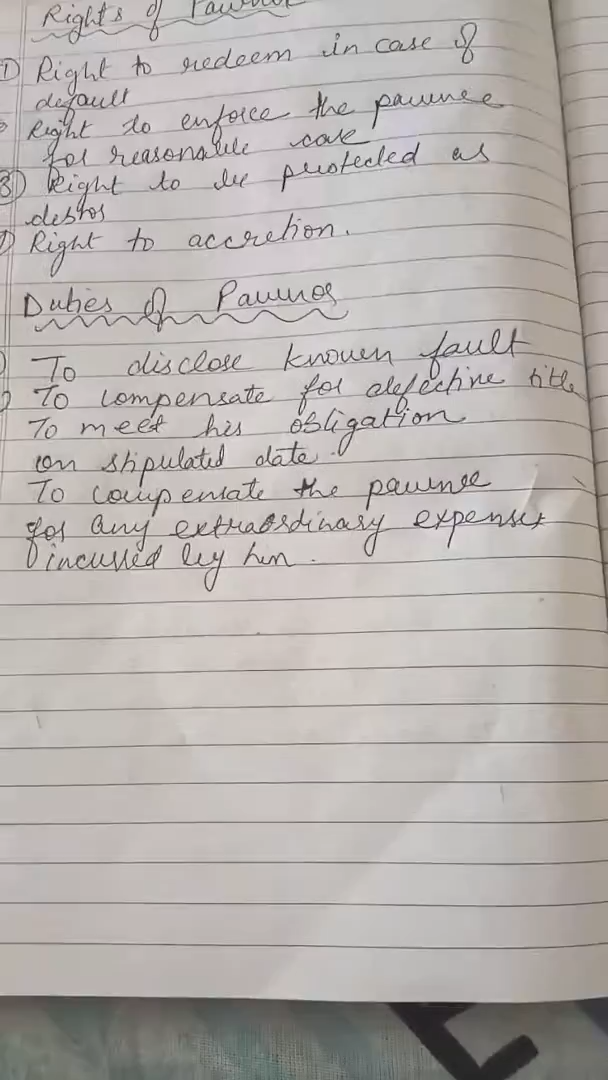 Rights of Pawnor
1) Right to redeem in case of
default
Right to enforce the pawnee
for reasonable care
3) Right to be protected as
debtor
Right to accretion.
Duties of Pawnor
To disclose known fault
To compensate for defective title
To meet his obligation
on stipulated date.
To compensate the pawnee
for any extraordinary expenses
incurred by him.